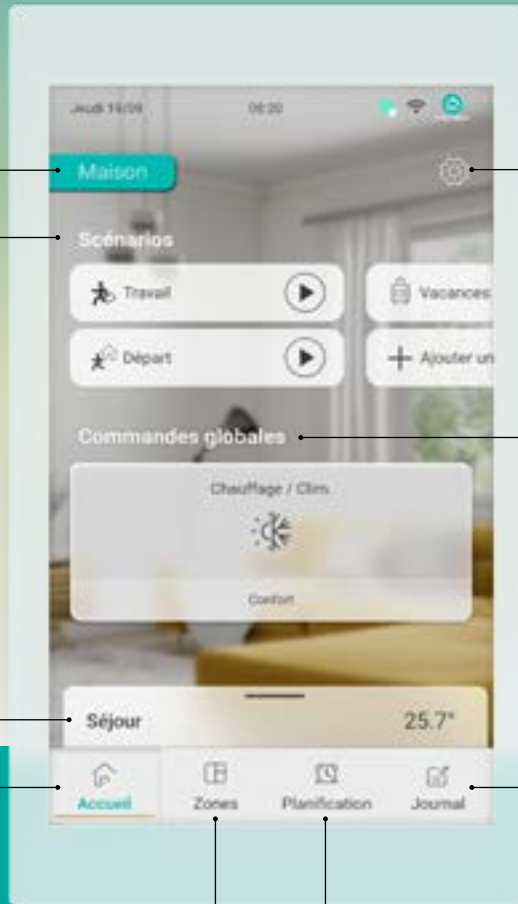 Jeudi 19/09 08:20
Maison
Scénarios
Travail
Vacances
Départ
Ajouter un
Commandes globales
Chauffage / Clim
Confort
Séjour 25.7°
Accueil Zones Planification Journal